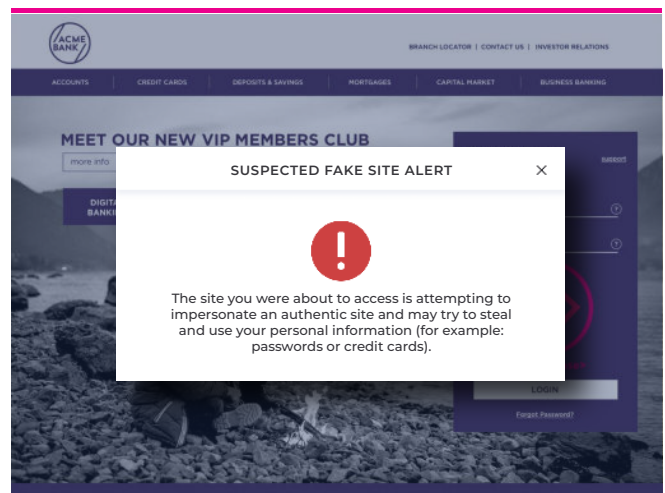 ACME
BANK
BRANCH LOCATOR | CONTACT US | INVESTOR RELATIONS
ACCOUNTS | CREDIT CARDS | DEPOSITS & SAVINGS | MORTGAGES | CAPITAL MARKET | BUSINESS BANKING
MEET OUR NEW VIP MEMBERS CLUB
more info
support
DIGITA
BANKI
SUSPECTED FAKE SITE ALERT
The site you were about to access is attempting to
impersonate an authentic site and may try to steal
and use your personal information (for example:
passwords or credit cards).
LOGIN
Forgot Password?